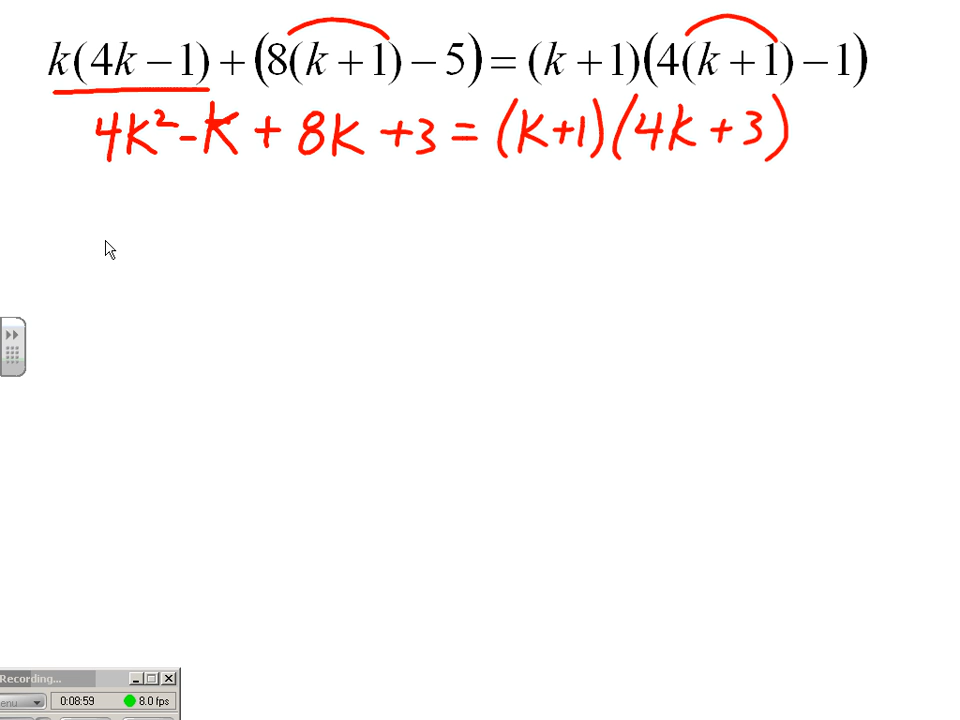 k(4k − 1) + (8(k + 1) − 5) = (k + 1)(4(k + 1) − 1)
4K² - K + 8K + 3 = (K+1)(4K + 3)
Recording...
enu
0:08:59
8.0 fps